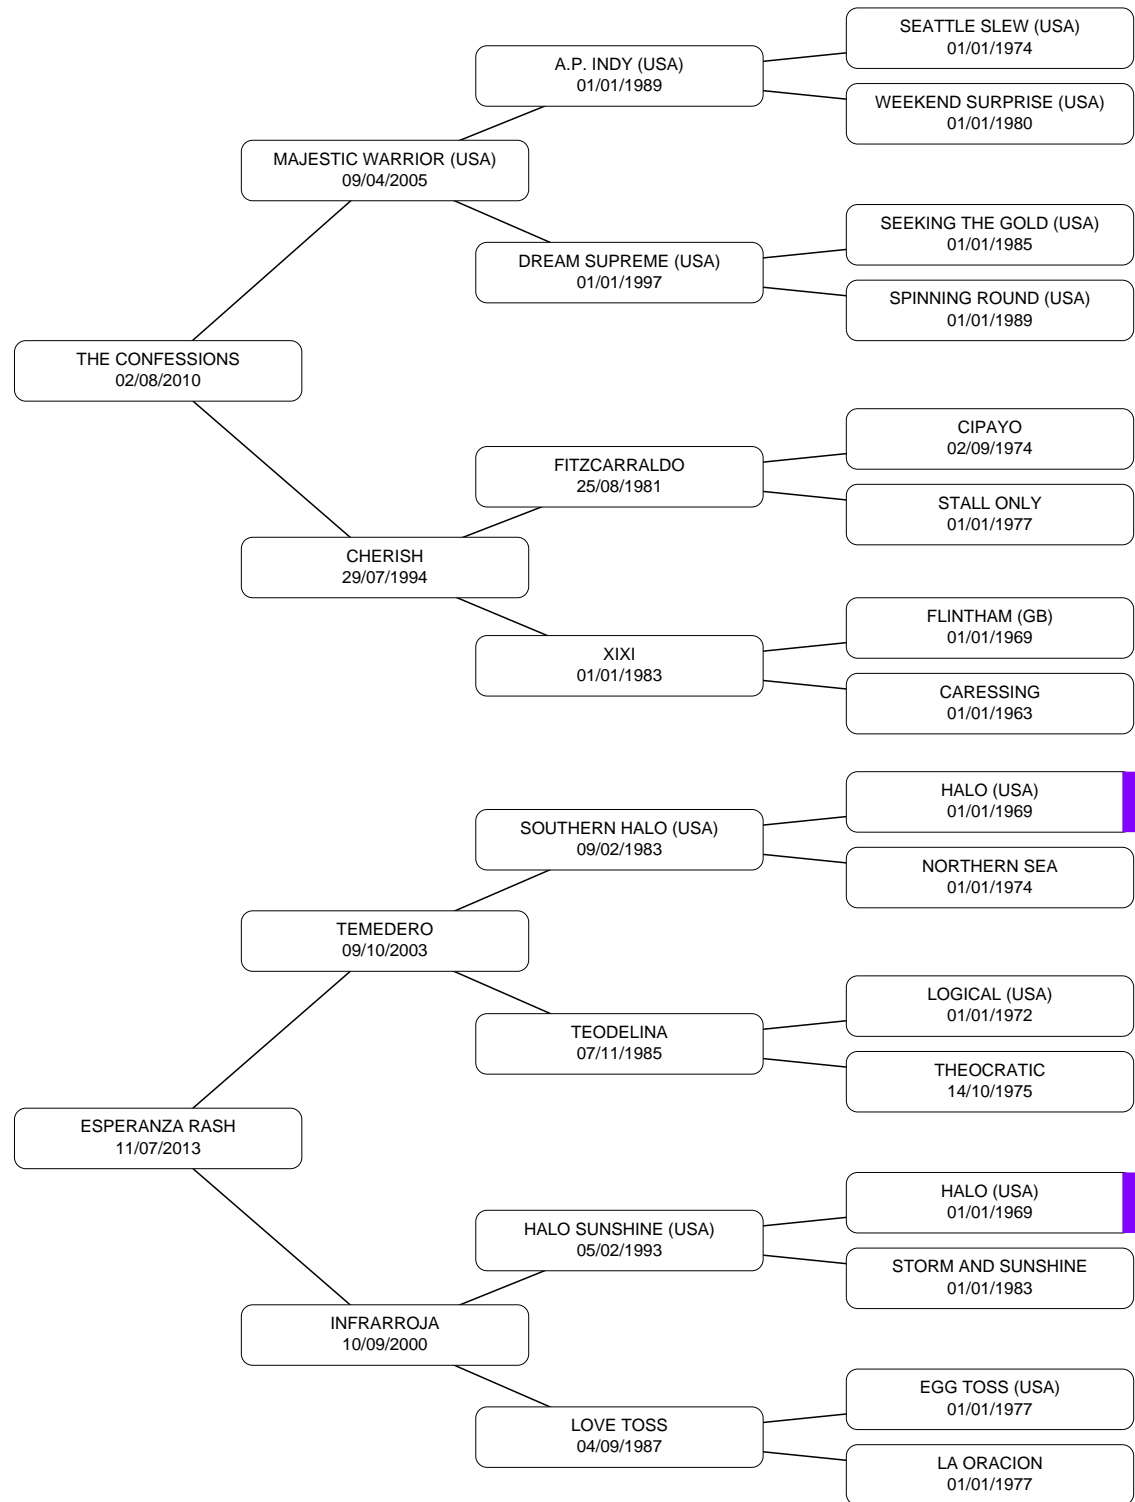 SEATTLE SLEW (USA)
01/01/1974
A.P. INDY (USA)
01/01/1989
WEEKEND SURPRISE (USA)
01/01/1980
MAJESTIC WARRIOR (USA)
09/04/2005
SEEKING THE GOLD (USA)
01/01/1985
DREAM SUPREME (USA)
01/01/1997
SPINNING ROUND (USA)
01/01/1989
THE CONFESSIONS
02/08/2010
CIPAYO
02/09/1974
FITZCARRALDO
25/08/1981
STALL ONLY
01/01/1977
CHERISH
29/07/1994
FLINTHAM (GB)
01/01/1969
XIXI
01/01/1983
CARESSING
01/01/1963
HALO (USA)
01/01/1969
SOUTHERN HALO (USA)
09/02/1983
NORTHERN SEA
01/01/1974
TEMEDERO
09/10/2003
LOGICAL (USA)
01/01/1972
TEODELINA
07/11/1985
THEOCRATIC
14/10/1975
ESPERANZA RASH
11/07/2013
HALO (USA)
01/01/1969
HALO SUNSHINE (USA)
05/02/1993
STORM AND SUNSHINE
01/01/1983
INFRARROJA
10/09/2000
EGG TOSS (USA)
01/01/1977
LOVE TOSS
04/09/1987
LA ORACION
01/01/1977